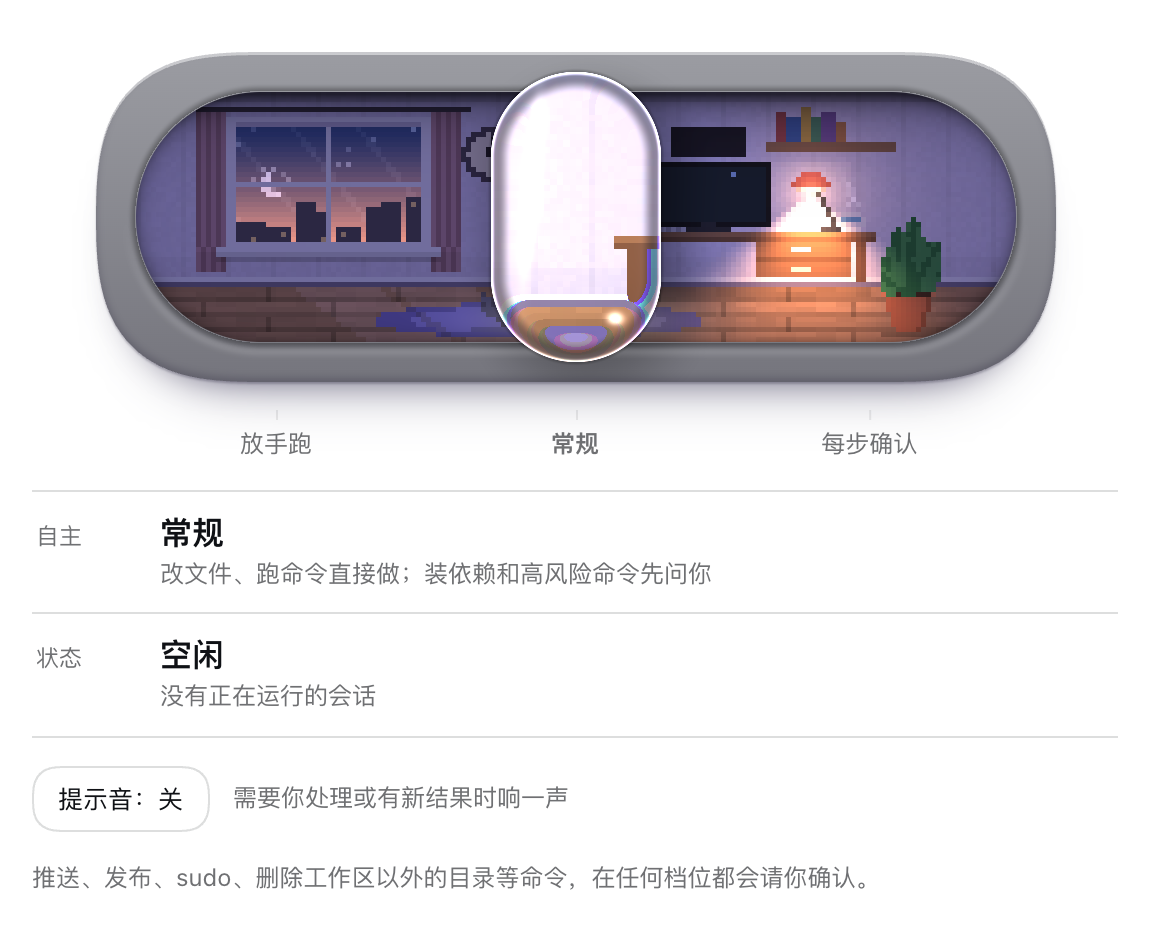 放手跑
常规
每步确认
自主
常规
改文件、跑命令直接做；装依赖和高风险命令先问你
状态
空闲
没有正在运行的会话
提示音：关
需要你处理或有新结果时响一声
推送、发布、sudo、删除工作区以外的目录等命令，在任何档位都会请你确认。